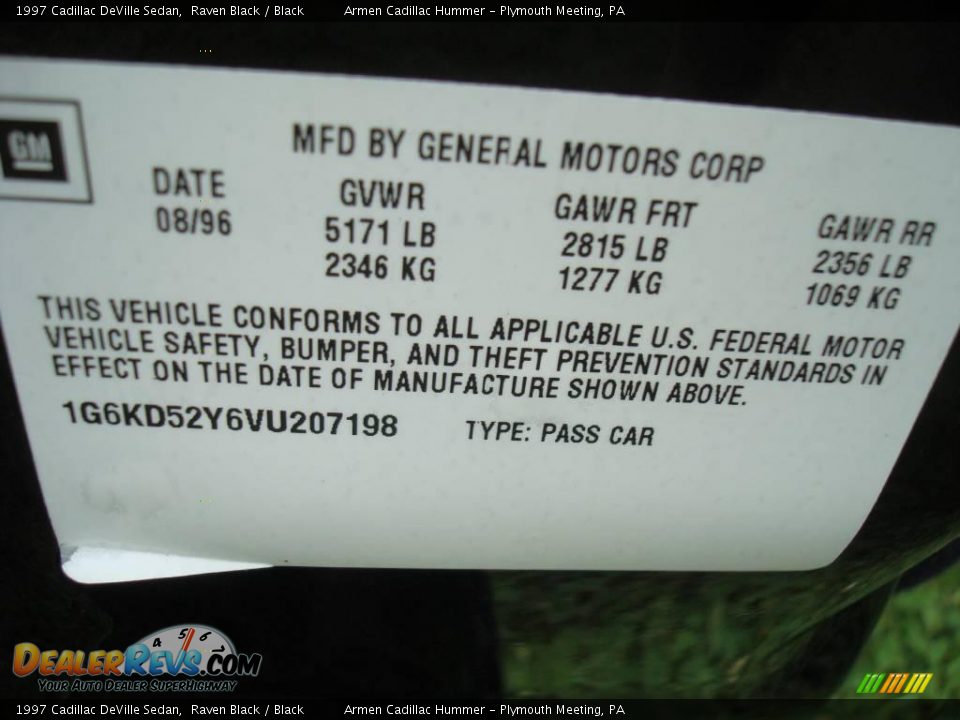 1997 Cadillac DeVille Sedan, Raven Black / Black Armen Cadillac Hummer – Plymouth Meeting, PA
GM
MFD BY GENERAL MOTORS CORP
DATE GVWR GAWR FRT GAWR RR
08/96 5171 LB 2815 LB 2356 LB
2346 KG 1277 KG 1069 KG
THIS VEHICLE CONFORMS TO ALL APPLICABLE U.S. FEDERAL MOTOR
VEHICLE SAFETY, BUMPER, AND THEFT PREVENTION STANDARDS IN
EFFECT ON THE DATE OF MANUFACTURE SHOWN ABOVE.
1G6KD52Y6VU207198 TYPE: PASS CAR
4 5 6
DEALERREVS.COM
YOUR AUTO DEALER SUPERHIGHWAY
1997 Cadillac DeVille Sedan, Raven Black / Black Armen Cadillac Hummer – Plymouth Meeting, PA